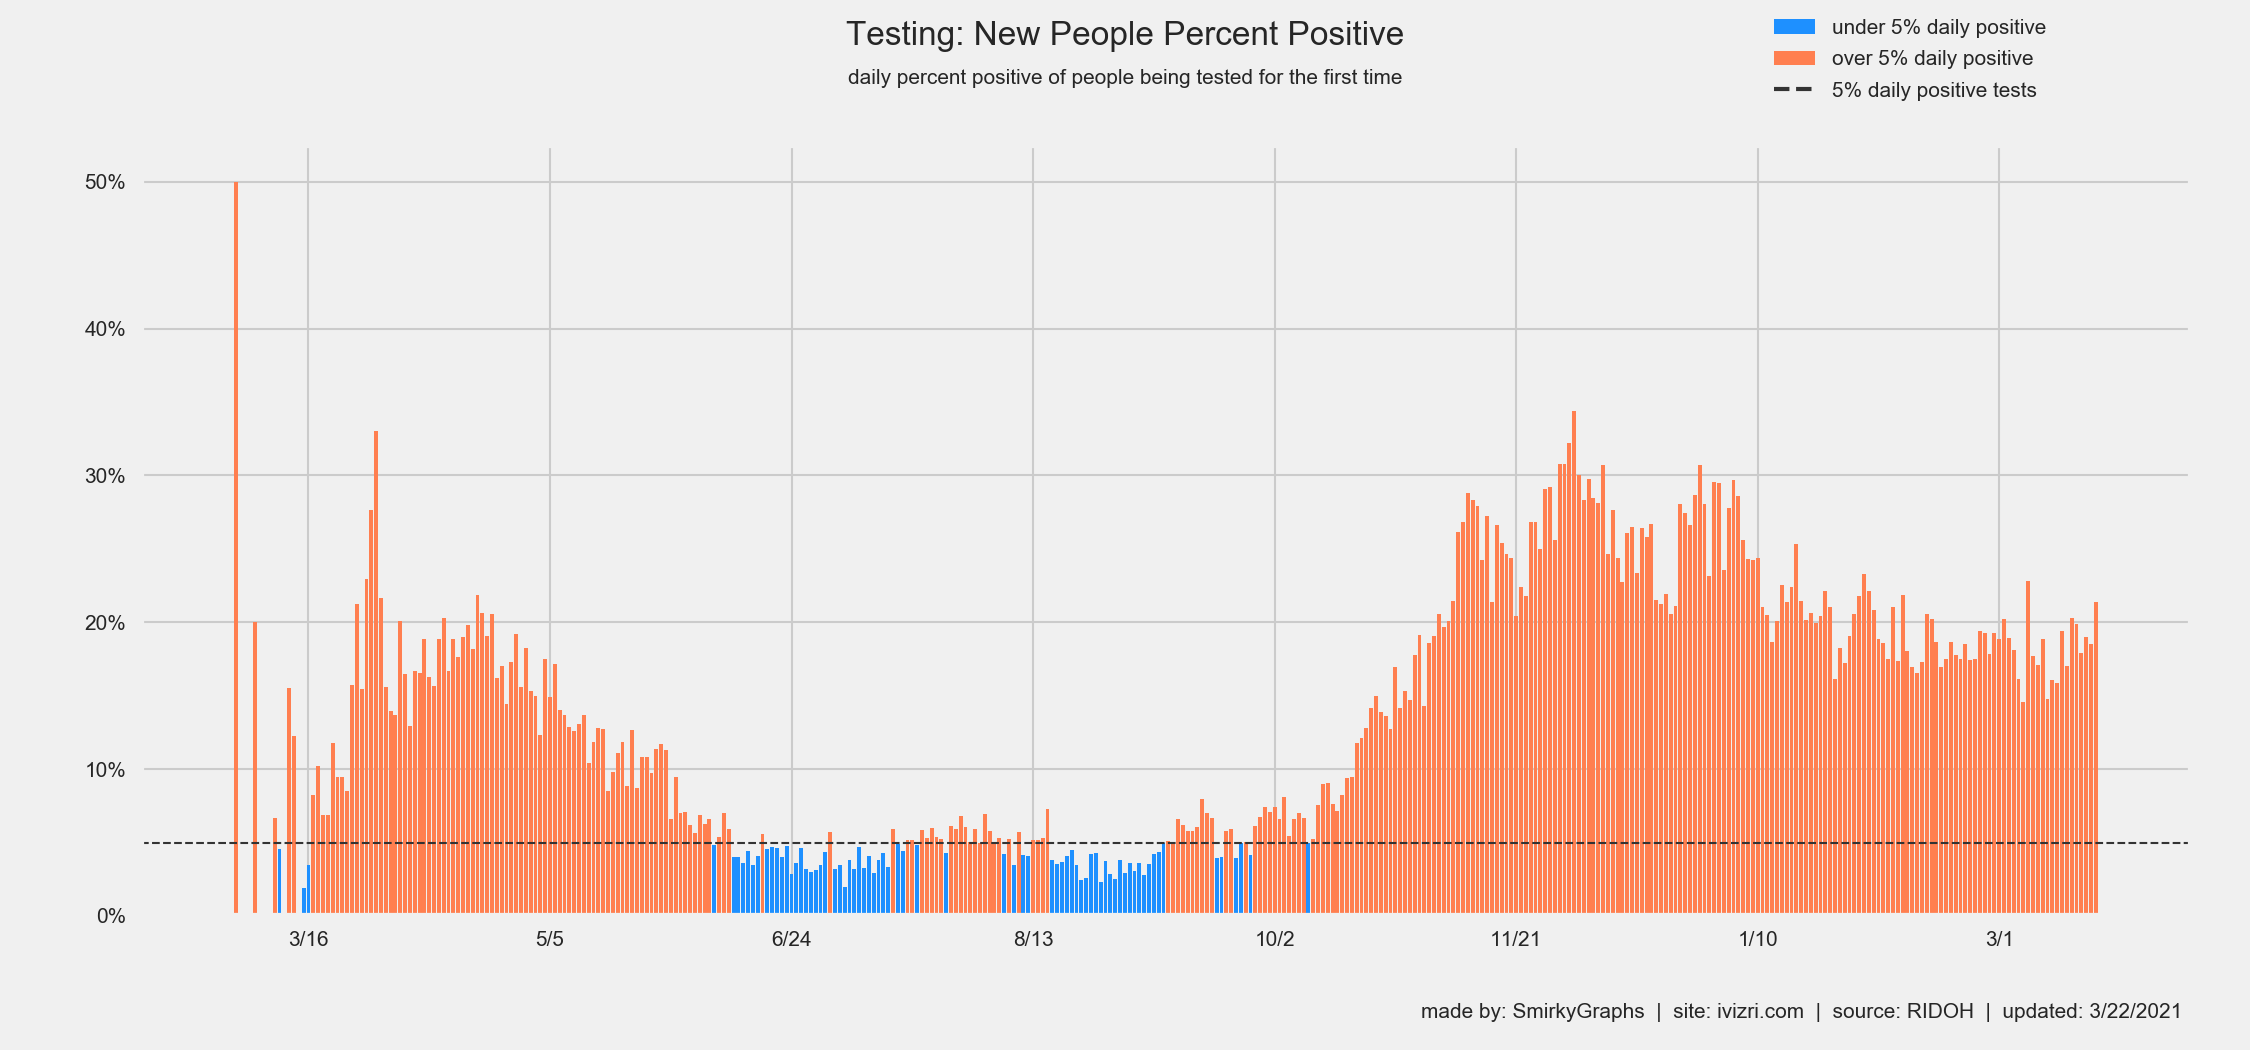 Testing: New People Percent Positive
daily percent positive of people being tested for the first time
under 5% daily positive
over 5% daily positive
5% daily positive tests
50%
40%
30%
20%
10%
0%
3/16 5/5 6/24 8/13 10/2 11/21 1/10 3/1
made by: SmirkyGraphs | site: ivizri.com | source: RIDOH | updated: 3/22/2021